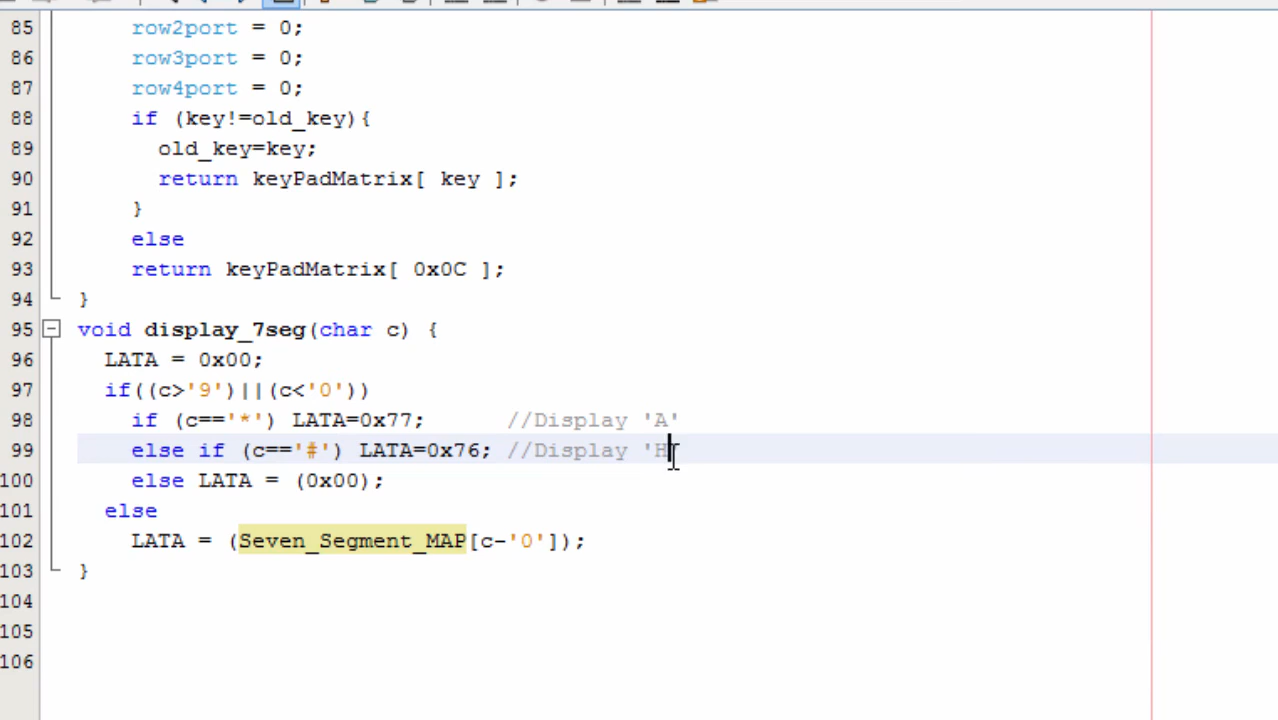 85 row2port = 0;
86 row3port = 0;
87 row4port = 0;
88 if (key!=old_key){
89 old_key=key;
90 return keyPadMatrix[ key ];
91 }
92 else
93 return keyPadMatrix[ 0x0C ];
94 }
95 void display_7seg(char c) {
96 LATA = 0x00;
97 if((c>'9')||(c<'0'))
98 if (c=='*') LATA=0x77; //Display 'A'
99 else if (c=='#') LATA=0x76; //Display 'H'
100 else LATA = (0x00);
101 else
102 LATA = (Seven_Segment_MAP[c-'0']);
103 }
104
105
106